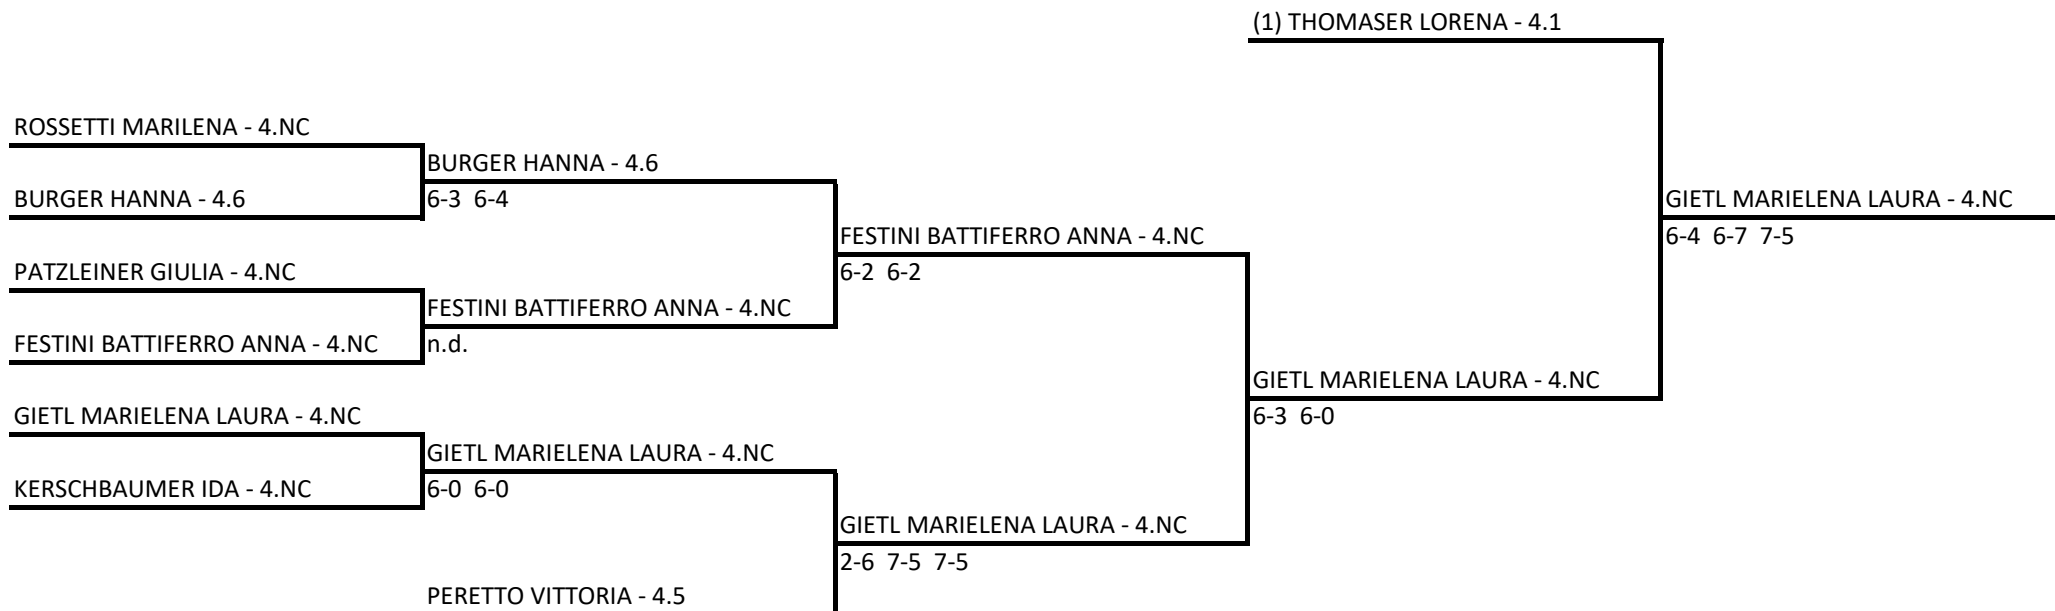 (1) THOMASER LORENA - 4.1
ROSSETTI MARILENA - 4.NC
BURGER HANNA - 4.6
BURGER HANNA - 4.6
6-3 6-4
GIETL MARIELENA LAURA - 4.NC
6-4 6-7 7-5
FESTINI BATTIFERRO ANNA - 4.NC
6-2 6-2
PATZLEINER GIULIA - 4.NC
FESTINI BATTIFERRO ANNA - 4.NC
FESTINI BATTIFERRO ANNA - 4.NC
n.d.
GIETL MARIELENA LAURA - 4.NC
6-3 6-0
GIETL MARIELENA LAURA - 4.NC
GIETL MARIELENA LAURA - 4.NC
KERSCHBAUMER IDA - 4.NC
6-0 6-0
GIETL MARIELENA LAURA - 4.NC
2-6 7-5 7-5
PERETTO VITTORIA - 4.5